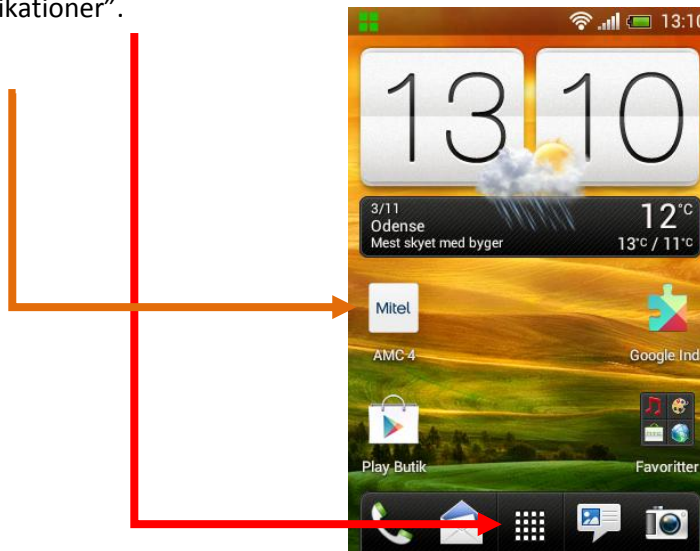 ikationer”.
13:10
13 10
3/11
Odense
Mest skyet med byger
12°C
13°C / 11°C
Mitel
AMC 4
Google Ind
Play Butik
Favoritter